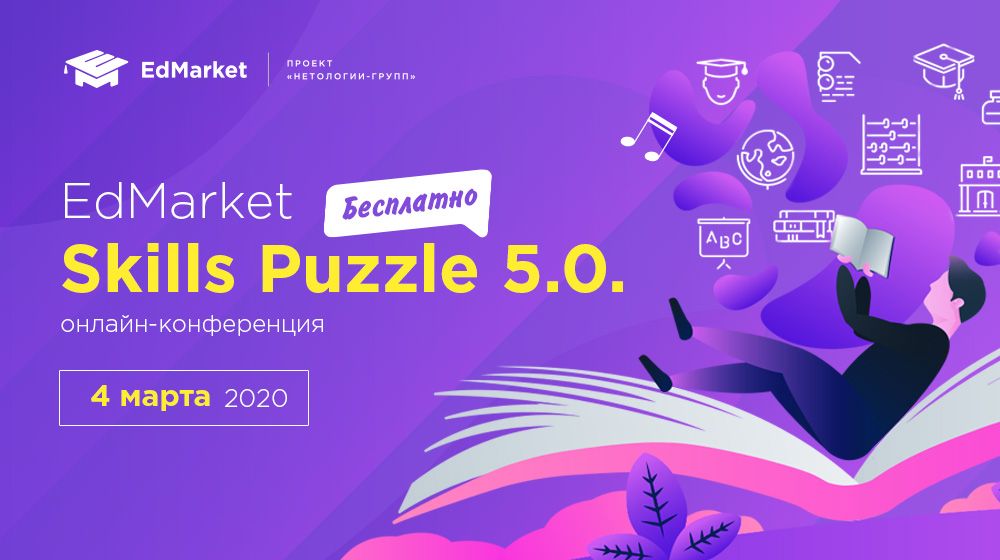 EdMarket
ПРОЕКТ
«НЕТОЛОГИИ-ГРУПП»
EdMarket
Бесплатно
Skills Puzzle 5.0.
онлайн-конференция
4 марта 2020
ABC